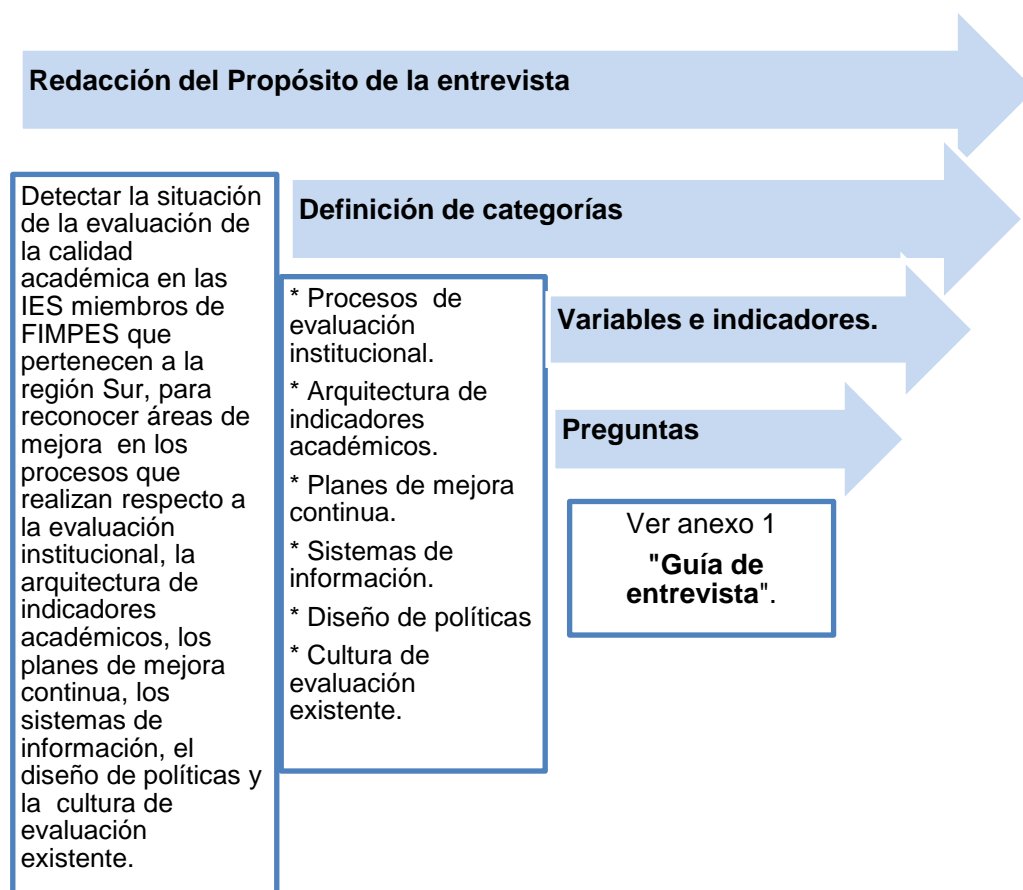 Redacción del Propósito de la entrevista
Detectar la situación
de la evaluación de
la calidad
académica en las
IES miembros de
FIMPES que
pertenecen a la
región Sur, para
reconocer áreas de
mejora en los
procesos que
realizan respecto a
la evaluación
institucional, la
arquitectura de
indicadores
académicos, los
planes de mejora
continua, los
sistemas de
información, el
diseño de políticas y
la cultura de
evaluación
existente.
Definición de categorías
* Procesos de
evaluación
institucional.
* Arquitectura de
indicadores
académicos.
* Planes de mejora
continua.
* Sistemas de
información.
* Diseño de políticas
* Cultura de
evaluación
existente.
Variables e indicadores.
Preguntas
Ver anexo 1
"Guía de
entrevista".